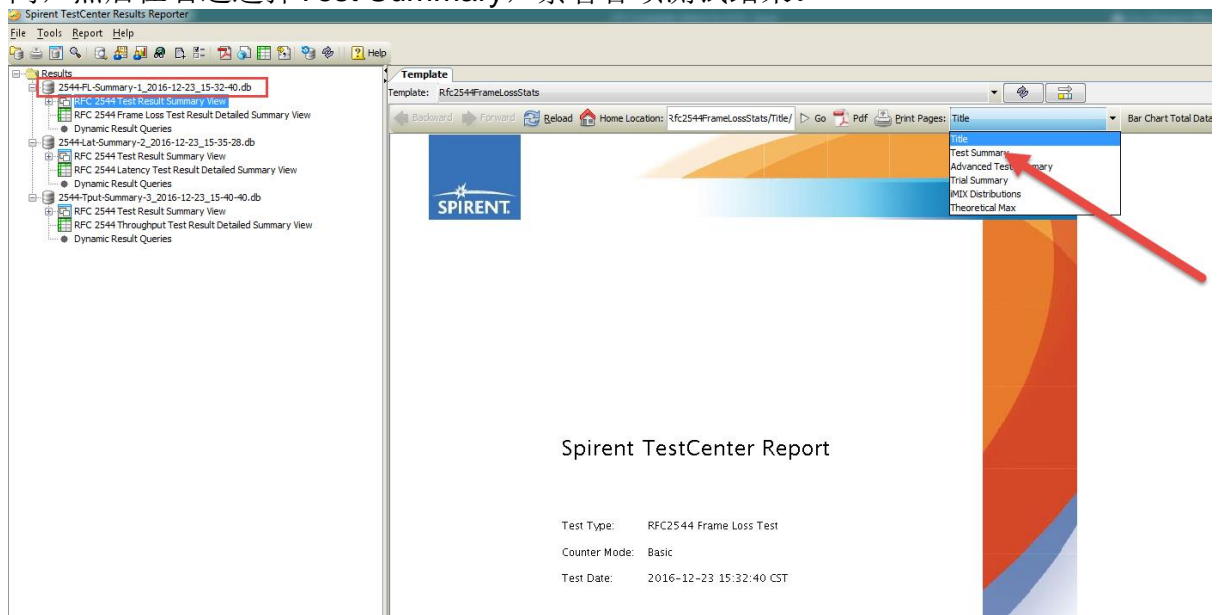 Test Summary,
Spirent TestCenter Results Reporter
File Tools Report Help
Help
Results
2544-FL-Summary-1_2016-12-23_15-32-40.db
RFC 2544 Test Result Summary View
RFC 2544 Frame Loss Test Result Detailed Summary View
Dynamic Result Queries
2544-Lat-Summary-2_2016-12-23_15-35-28.db
RFC 2544 Test Result Summary View
RFC 2544 Latency Test Result Detailed Summary View
Dynamic Result Queries
2544-Tput-Summary-3_2016-12-23_15-40-40.db
RFC 2544 Test Result Summary View
RFC 2544 Throughput Test Result Detailed Summary View
Dynamic Result Queries
Template
Template: Rfc2544FrameLossStats
Backward Forward Reload Home Location: Rfc2544FrameLossStats/Title/ Go Pdf Print Pages: Title Bar Chart Total Data
Title
Test Summary
Advanced Test Summary
Trial Summary
iMIX Distributions
Theoretical Max
SPIRENT
Spirent TestCenter Report
Test Type: RFC2544 Frame Loss Test
Counter Mode: Basic
Test Date: 2016-12-23 15:32:40 CST